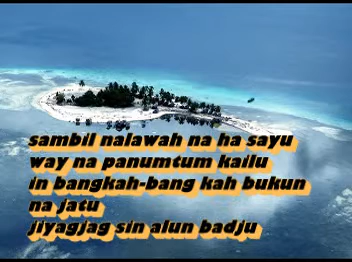 sambil nalawah na ha sayu
way na panumtum kailu
in bangkah-bang kah bukun
na jatu
jiyagjag sin alun badju